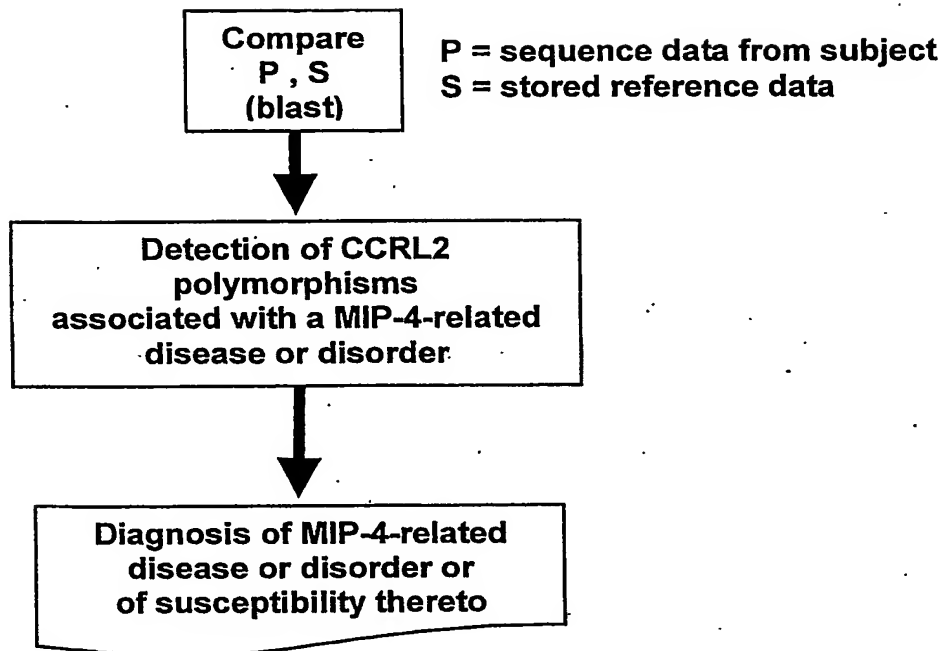 Compare
P , S
(blast)
P = sequence data from subject
S = stored reference data
Detection of CCRL2
polymorphisms
associated with a MIP-4-related
disease or disorder
Diagnosis of MIP-4-related
disease or disorder or
of susceptibility thereto